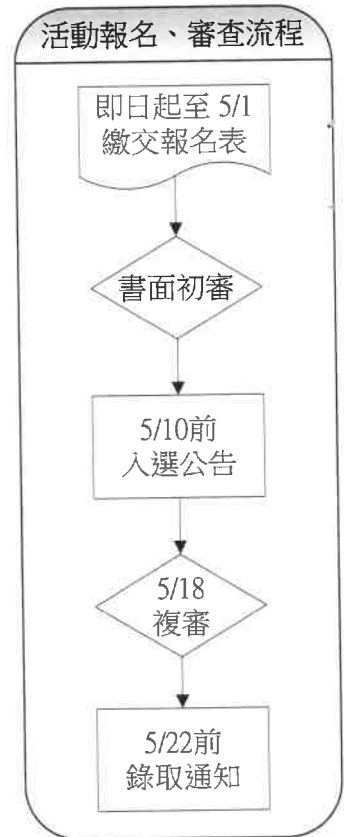 活動報名、審查流程
即日起至 5/1
繳交報名表
書面初審
5/10前
入選公告
5/18
複審
5/22前
錄取通知